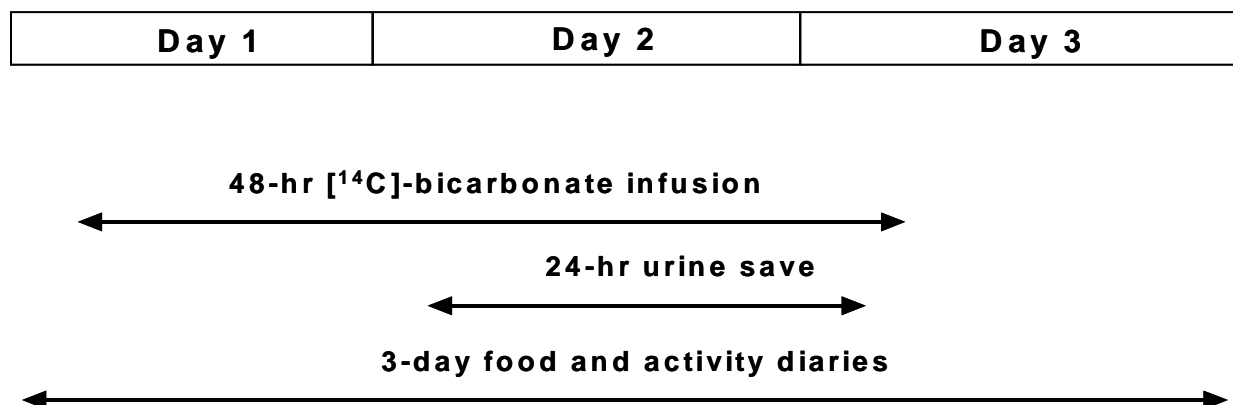 Day 1 Day 2 Day 3
48-hr [¹⁴C]-bicarbonate infusion
24-hr urine save
3-day food and activity diaries